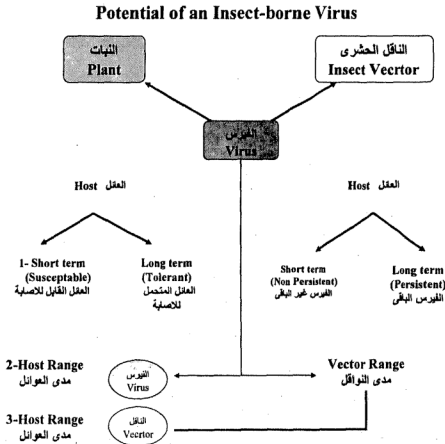 Potential of an Insect-borne Virus
النبات
Plant
الناقل الحشرى
Insect Vecrtor
الفيرس
Virus
Host العائل
Host العائل
1- Short term
(Susceptable)
العائل القابل للاصابة
Long term
(Tolerant)
العائل المتحمل
للاصابة
Short term
(Non Persistent)
الفيرس غير الباقى
Long term
(Persistent)
الفيرس الباقى
2-Host Range
مدى العوائل
الفيرس
Virus
Vector Range
مدى النواقل
3-Host Range
مدى العوائل
الناقل
Vecrtor